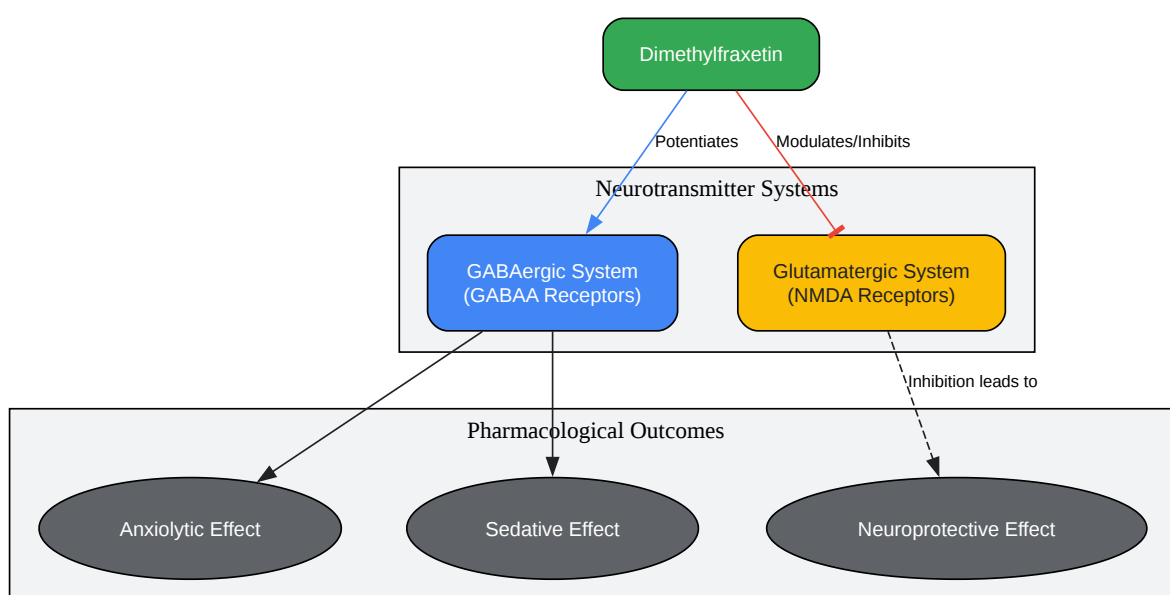 Dimethylfraxetin
Potentiates
Modulates/Inhibits
Neurotransmitter Systems
GABAergic System
(GABAA Receptors)
Glutamatergic System
(NMDA Receptors)
Inhibition leads to
Pharmacological Outcomes
Anxiolytic Effect
Sedative Effect
Neuroprotective Effect